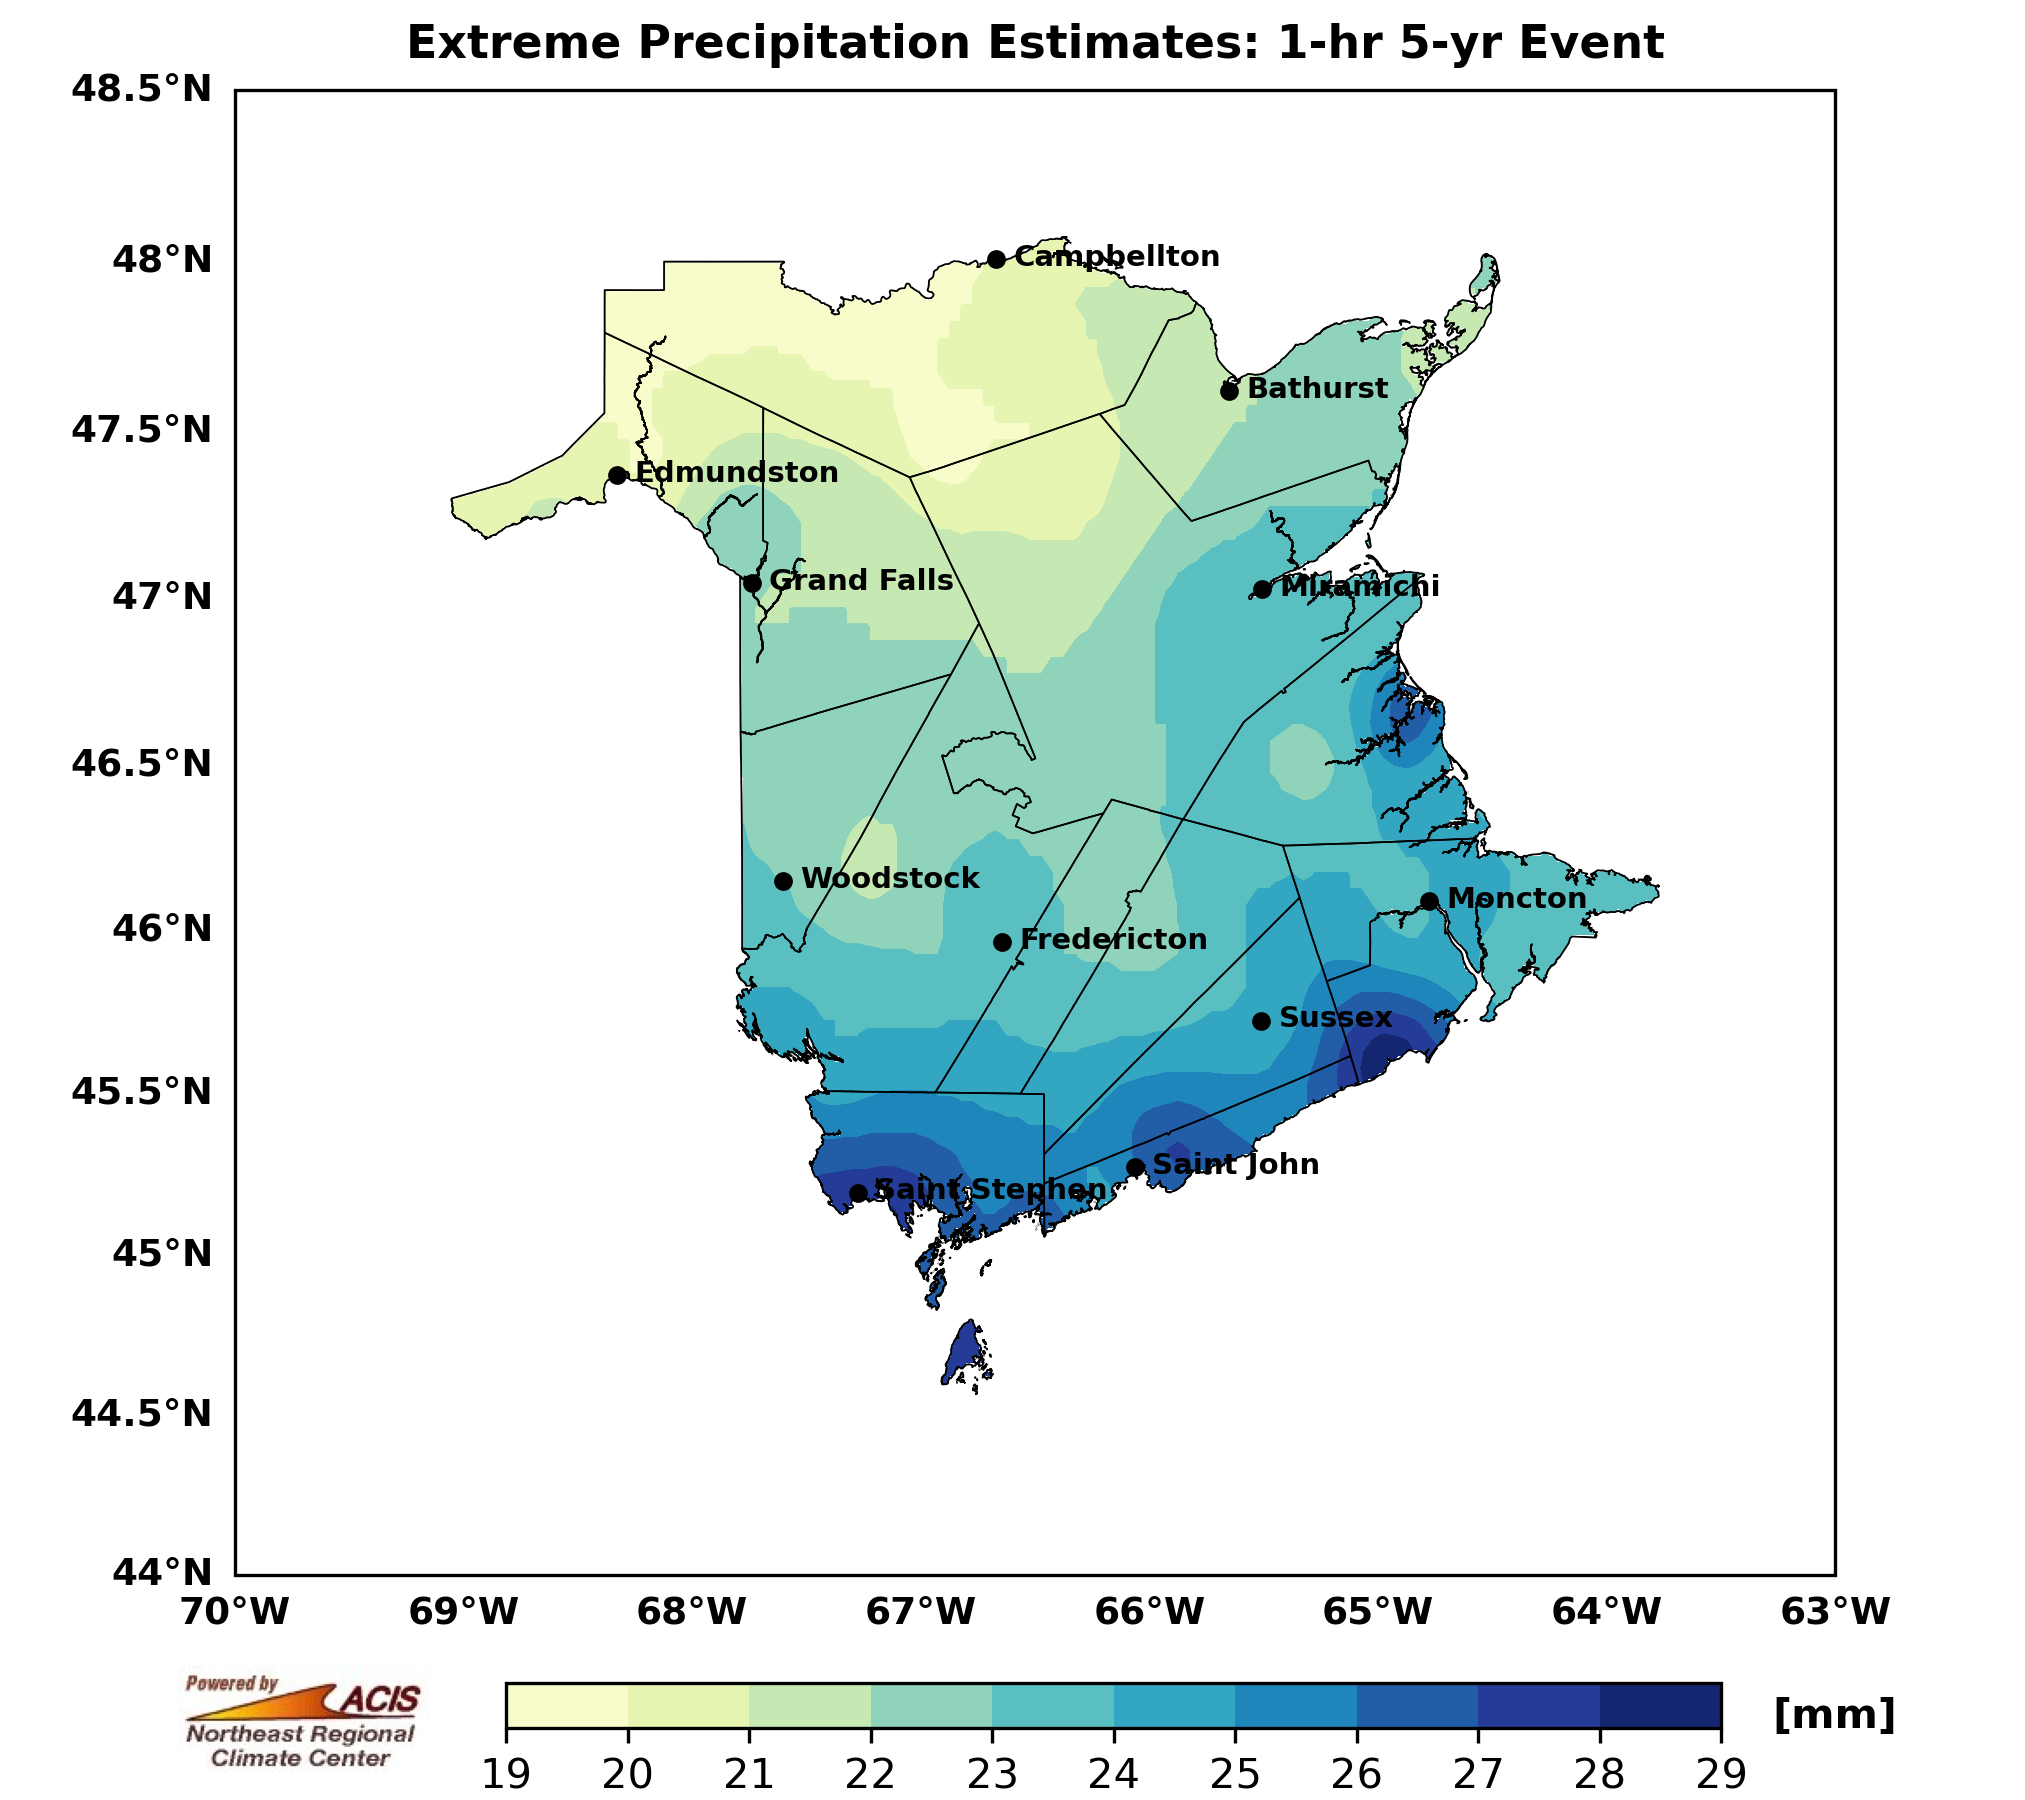 Extreme Precipitation Estimates: 1-hr 5-yr Event
48.5°N
48°N
47.5°N
47°N
46.5°N
46°N
45.5°N
45°N
44.5°N
44°N
Campbellton
Bathurst
Edmundston
Grand Falls
Miramichi
Woodstock
Moncton
Fredericton
Sussex
Saint John
Saint Stephen
70°W 69°W 68°W 67°W 66°W 65°W 64°W 63°W
Powered by
ACIS
Northeast Regional
Climate Center
[mm]
19 20 21 22 23 24 25 26 27 28 29